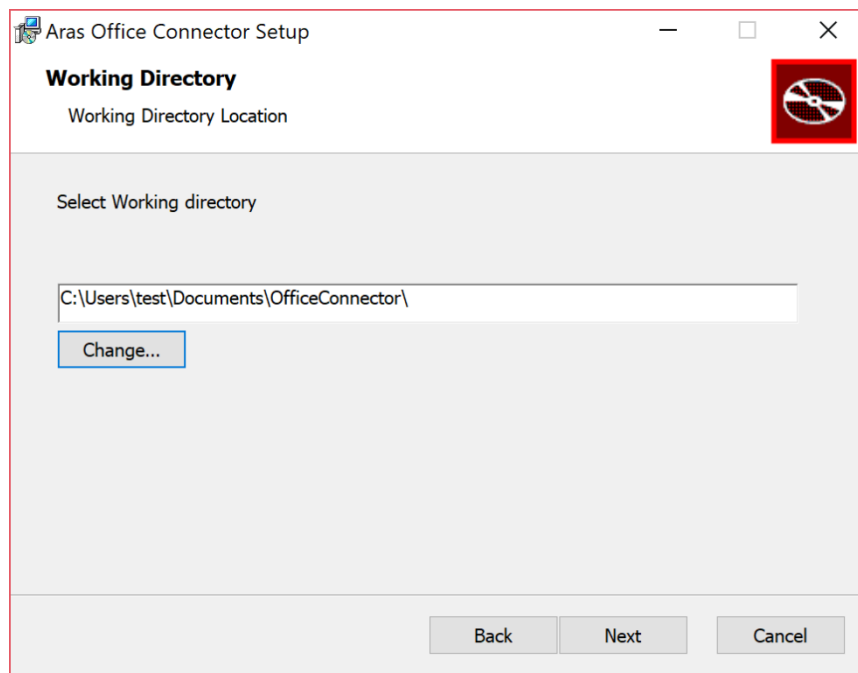 Aras Office Connector Setup
Working Directory
Working Directory Location
Select Working directory
C:\Users\test\Documents\OfficeConnector\
Change...
Back Next Cancel